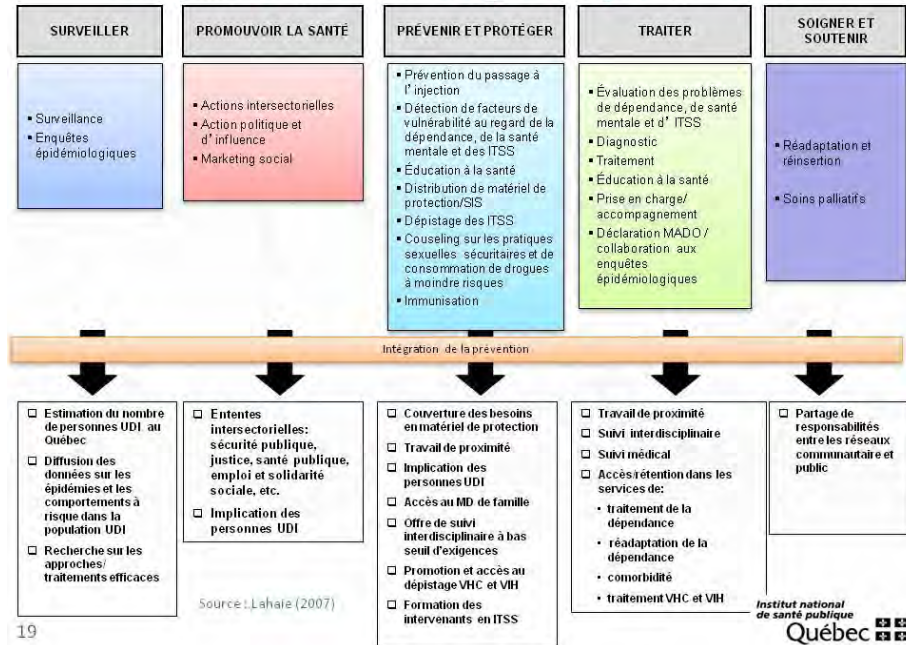 SURVEILLER
PROMOUVOIR LA SANTÉ
PRÉVENIR ET PROTÉGER
TRAITER
SOIGNER ET
SOUTENIR
▪ Surveillance
▪ Enquêtes
épidémiologiques
▪ Actions intersectorielles
▪ Action politique et
d'influence
▪ Marketing social
▪ Prévention du passage à
l'injection
▪ Détection de facteurs de
vulnérabilité au regard de la
dépendance, de la santé
mentale et des ITSS
▪ Éducation à la santé
▪ Distribution de matériel de
protection/SIS
▪ Dépistage des ITSS
▪ Couseling sur les pratiques
sexuelles sécuritaires et de
consommation de drogues
à moindre risques
▪ Immunisation
▪ Évaluation des problèmes
de dépendance, de santé
mentale et d'ITSS
▪ Diagnostic
▪ Traitement
▪ Éducation à la santé
▪ Prise en charge/
accompagnement
▪ Déclaration MADO /
collaboration aux
enquêtes
épidémiologiques
▪ Réadaptation et
réinsertion
▪ Soins palliatifs
Intégration de la prévention
❑ Estimation du nombre
de personnes UDI au
Québec
❑ Diffusion des
données sur les
épidémies et les
comportements à
risque dans la
population UDI
❑ Recherche sur les
approches/
traitements efficaces
❑ Ententes
intersectorielles:
sécurité publique,
justice, santé publique,
emploi et solidarité
sociale, etc.
❑ Implication des
personnes UDI
❑ Couverture des besoins
en matériel de protection
❑ Travail de proximité
❑ Implication des
personnes UDI
❑ Accès au MD de famille
❑ Offre de suivi
interdisciplinaire à bas
seuil d'exigences
❑ Promotion et accès au
dépistage VHC et VIH
❑ Formation des
intervenants en ITSS
❑ Travail de proximité
❑ Suivi interdisciplinaire
❑ Suivi médical
❑ Accès/rétention dans les
services de:
• traitement de la
dépendance
• réadaptation de la
dépendance
• comorbidité
• traitement VHC et VIH
❑ Partage de
responsabilités
entre les réseaux
communautaire et
public
Source : Lahaie (2007)
19
Institut national
de santé publique
Québec